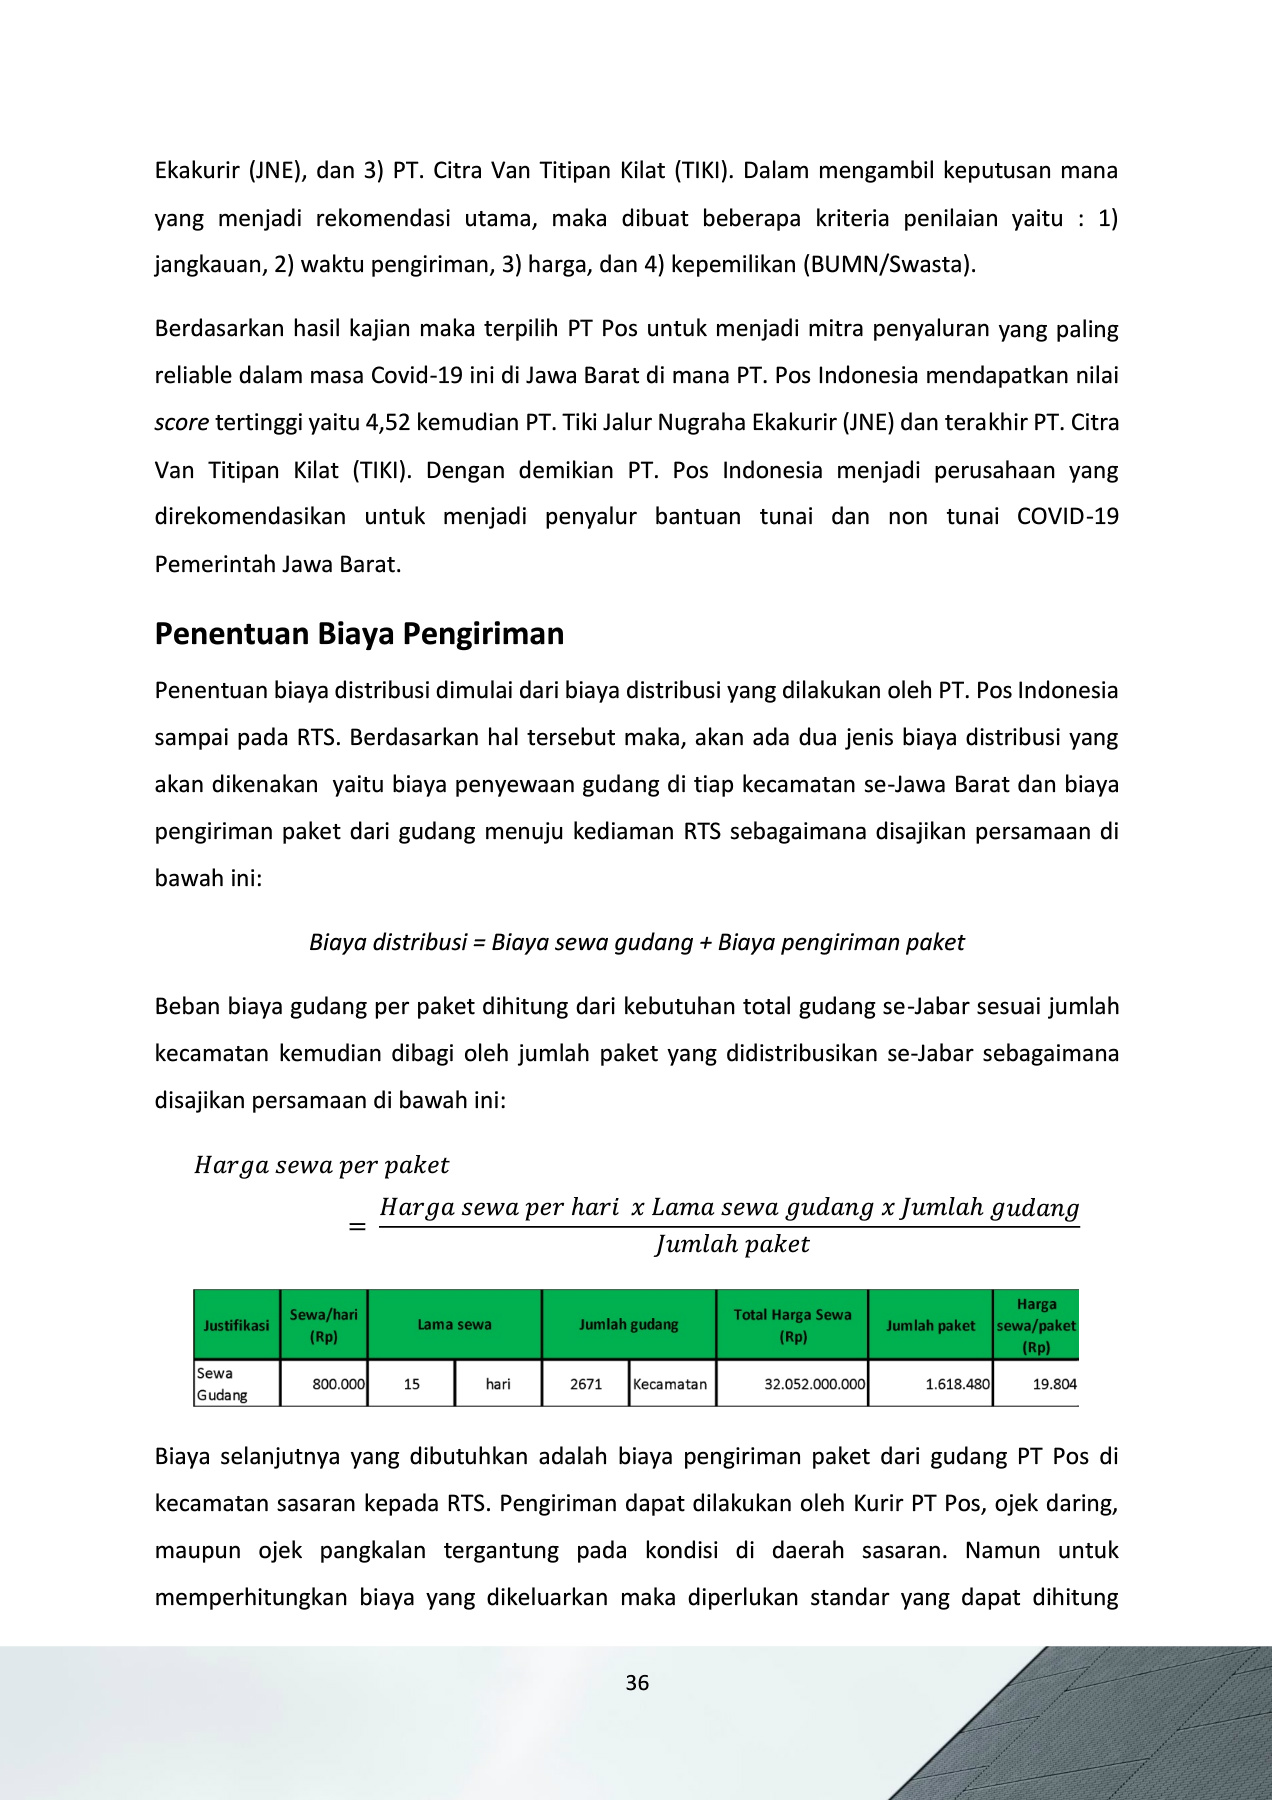 Ekakurir (JNE), dan 3) PT. Citra Van Titipan Kilat (TIKI). Dalam mengambil keputusan mana
yang menjadi rekomendasi utama, maka dibuat beberapa kriteria penilaian yaitu : 1)
jangkauan, 2) waktu pengiriman, 3) harga, dan 4) kepemilikan (BUMN/Swasta).
Berdasarkan hasil kajian maka terpilih PT Pos untuk menjadi mitra penyaluran yang paling
reliable dalam masa Covid-19 ini di Jawa Barat di mana PT. Pos Indonesia mendapatkan nilai
score tertinggi yaitu 4,52 kemudian PT. Tiki Jalur Nugraha Ekakurir (JNE) dan terakhir PT. Citra
Van Titipan Kilat (TIKI). Dengan demikian PT. Pos Indonesia menjadi perusahaan yang
direkomendasikan untuk menjadi penyalur bantuan tunai dan non tunai COVID-19
Pemerintah Jawa Barat.
Penentuan Biaya Pengiriman
Penentuan biaya distribusi dimulai dari biaya distribusi yang dilakukan oleh PT. Pos Indonesia
sampai pada RTS. Berdasarkan hal tersebut maka, akan ada dua jenis biaya distribusi yang
akan dikenakan yaitu biaya penyewaan gudang di tiap kecamatan se-Jawa Barat dan biaya
pengiriman paket dari gudang menuju kediaman RTS sebagaimana disajikan persamaan di
bawah ini:
Biaya distribusi = Biaya sewa gudang + Biaya pengiriman paket
Beban biaya gudang per paket dihitung dari kebutuhan total gudang se-Jabar sesuai jumlah
kecamatan kemudian dibagi oleh jumlah paket yang didistribusikan se-Jabar sebagaimana
disajikan persamaan di bawah ini:
Harga sewa per paket
= Harga sewa per hari x Lama sewa gudang x Jumlah gudang
Jumlah paket
Justifikasi Sewa/hari (Rp) Lama sewa Jumlah gudang Total Harga Sewa (Rp) Jumlah paket Harga sewa/paket (Rp)
Sewa Gudang 800.000 15 hari 2671 Kecamatan 32.052.000.000 1.618.480 19.804
Biaya selanjutnya yang dibutuhkan adalah biaya pengiriman paket dari gudang PT Pos di
kecamatan sasaran kepada RTS. Pengiriman dapat dilakukan oleh Kurir PT Pos, ojek daring,
maupun ojek pangkalan tergantung pada kondisi di daerah sasaran. Namun untuk
memperhitungkan biaya yang dikeluarkan maka diperlukan standar yang dapat dihitung
36